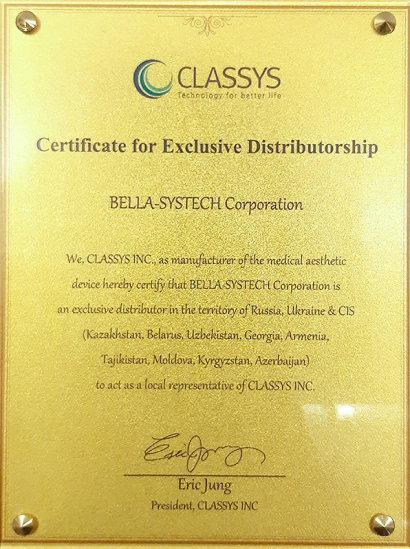 CLASSYS
Technology for better life
Certificate for Exclusive Distributorship
BELLA-SYSTECH Corporation
We, CLASSYS INC., as manufacturer of the medical aesthetic
device hereby certify that BELLA-SYSTECH Corporation is
an exclusive distributor in the territory of Russia, Ukraine & CIS
(Kazakhstan, Belarus, Uzbekistan, Georgia, Armenia,
Tajikistan, Moldova, Kyrgyzstan, Azerbaijan)
to act as a local representative of CLASSYS INC.
Eric Jung
Eric Jung
President, CLASSYS INC